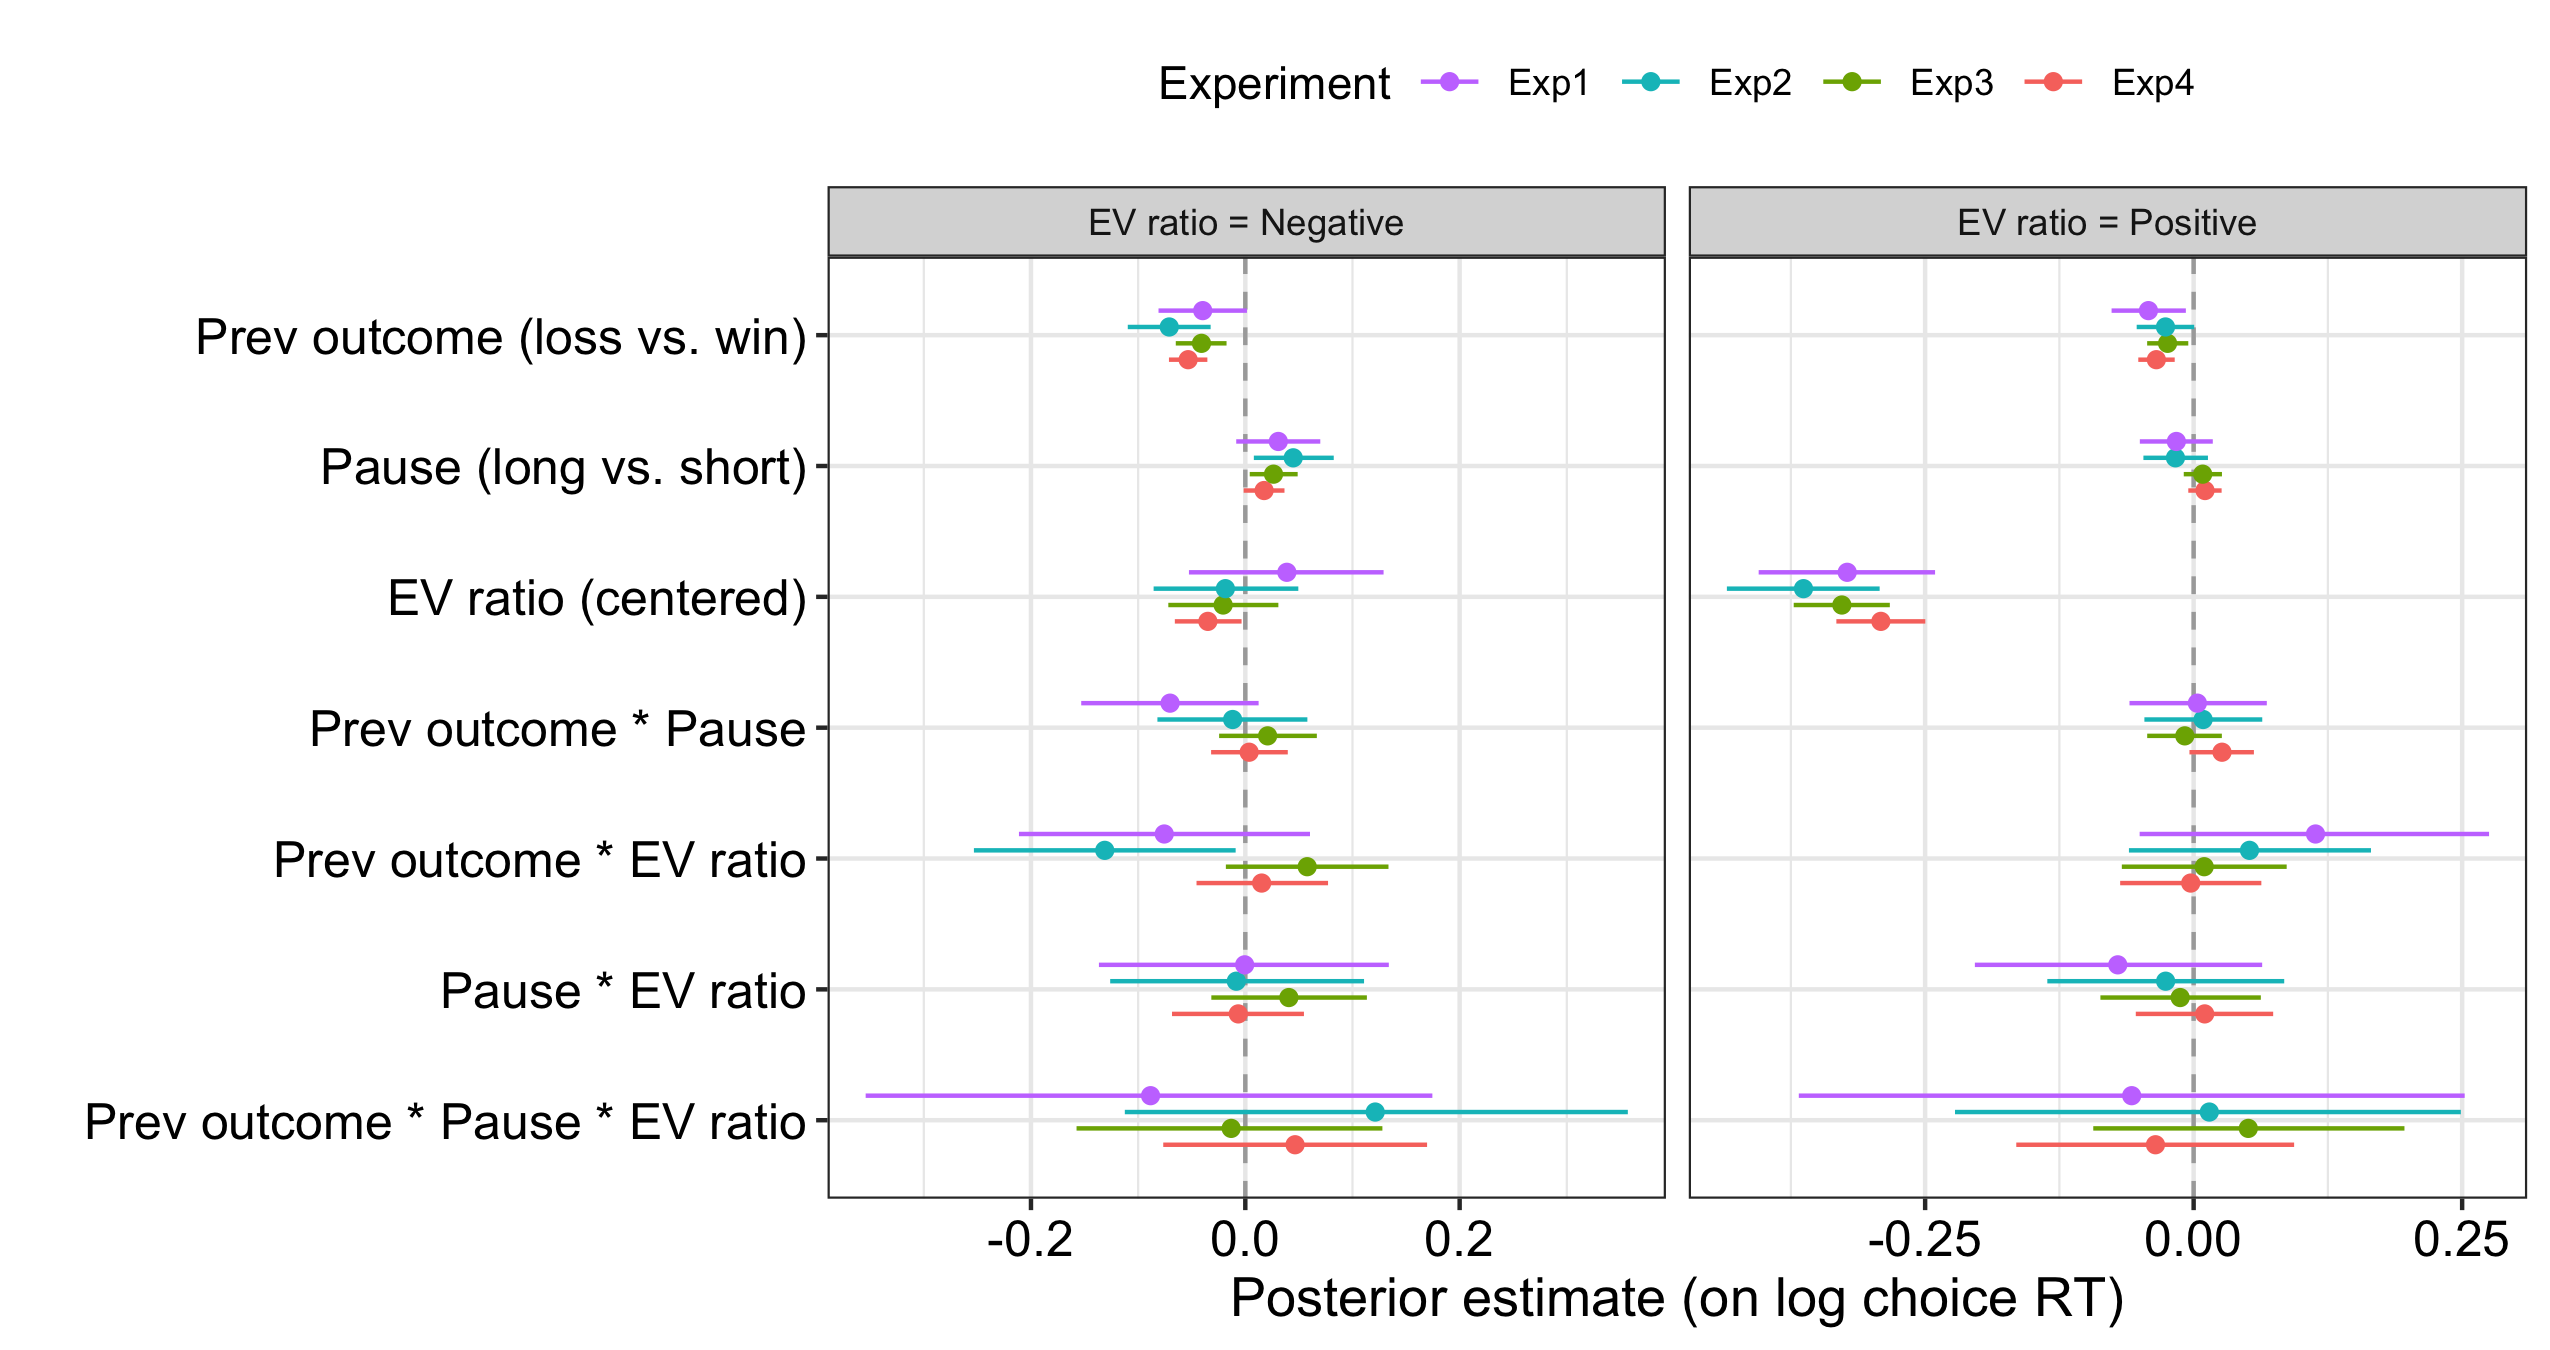 Experiment Exp1 Exp2 Exp3 Exp4
EV ratio = Negative EV ratio = Positive
Prev outcome (loss vs. win)
Pause (long vs. short)
EV ratio (centered)
Prev outcome * Pause
Prev outcome * EV ratio
Pause * EV ratio
Prev outcome * Pause * EV ratio
-0.2 0.0 0.2 -0.25 0.00 0.25
Posterior estimate (on log choice RT)